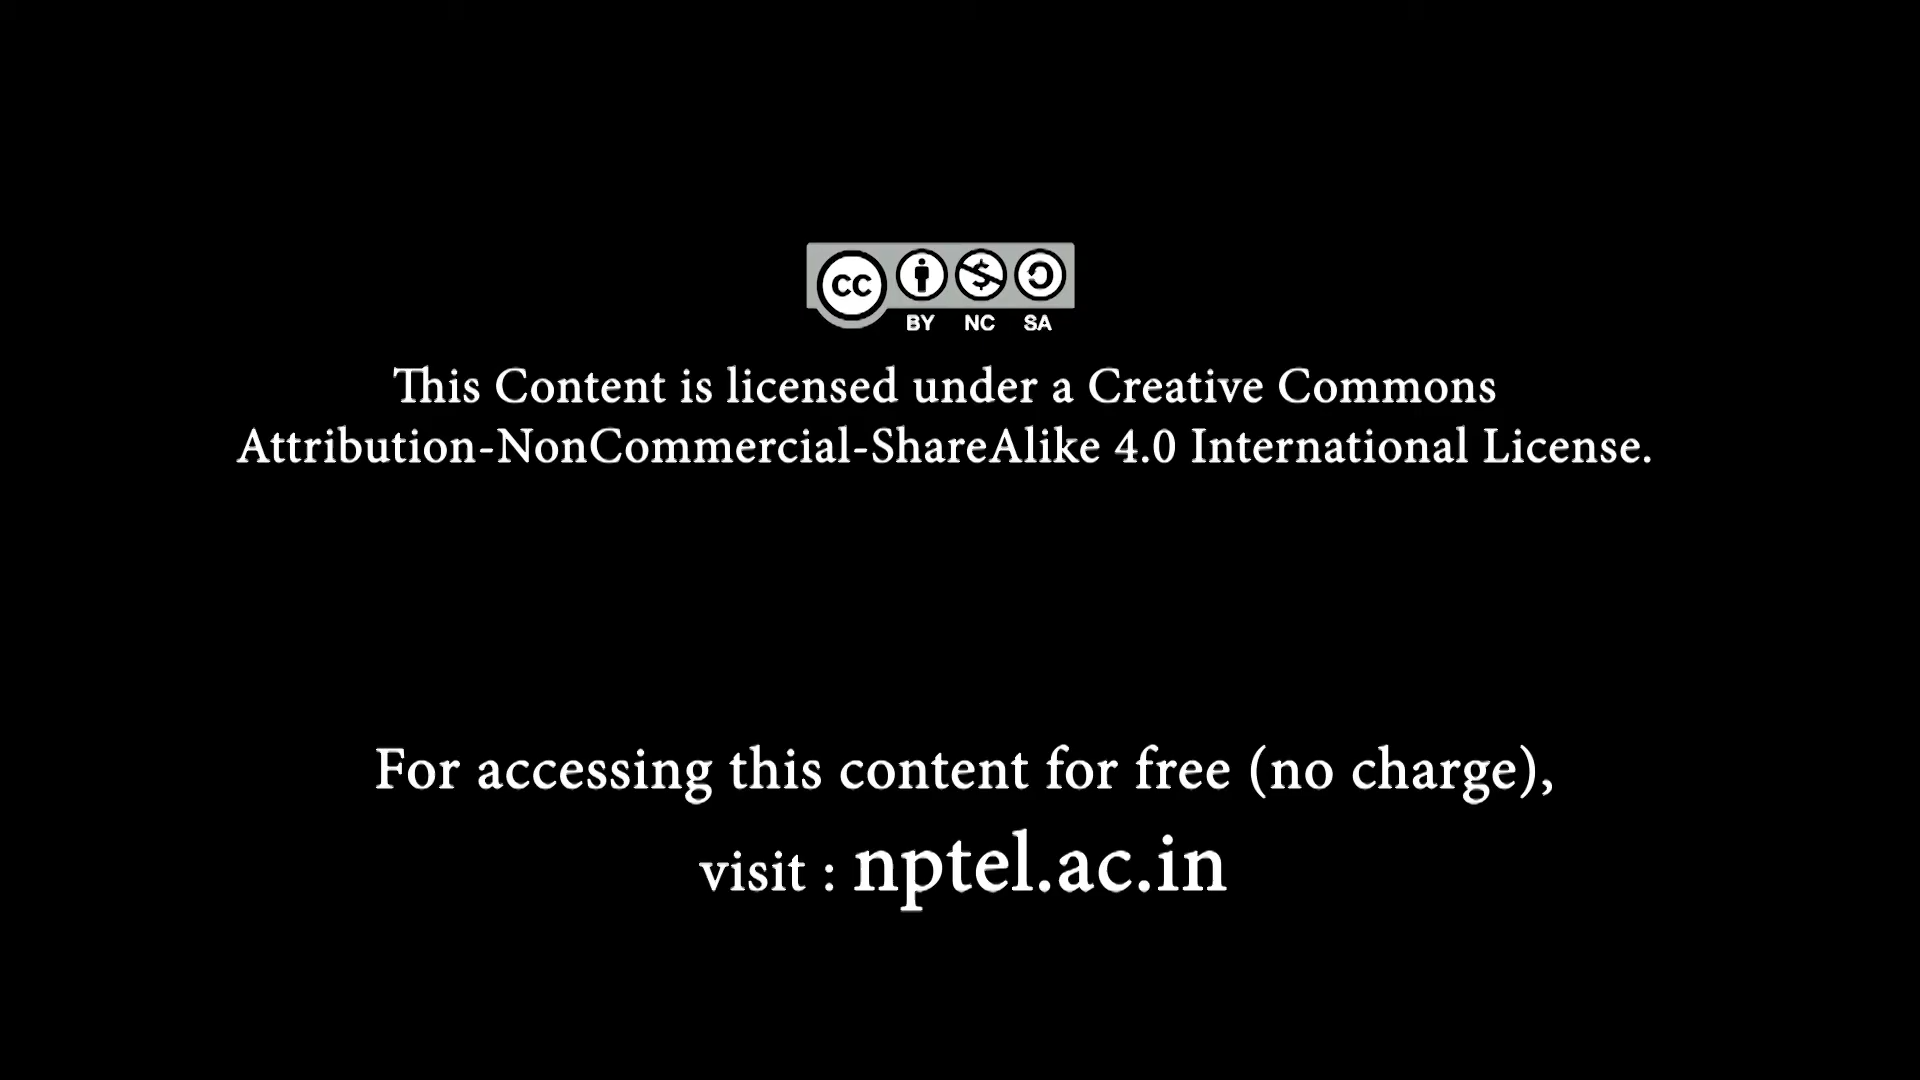 cc
BY NC SA
This Content is licensed under a Creative Commons
Attribution-NonCommercial-ShareAlike 4.0 International License.
For accessing this content for free (no charge),
visit : nptel.ac.in